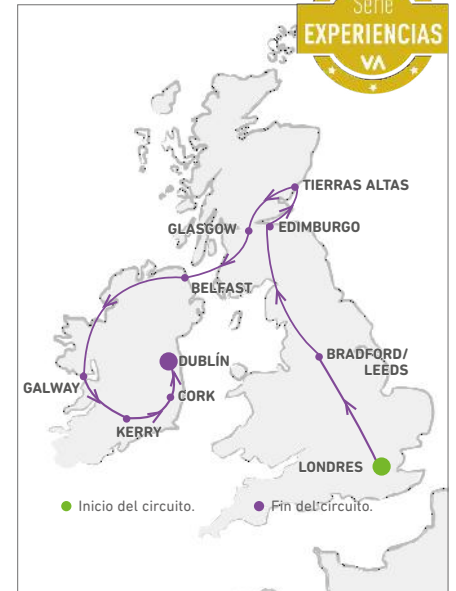 Serie
EXPERIENCIAS
VA
TIERRAS ALTAS
GLASGOW
EDIMBURGO
BELFAST
DUBLÍN
BRADFORD/
LEEDS
GALWAY
CORK
KERRY
LONDRES
Inicio del circuito.
Fin del circuito.